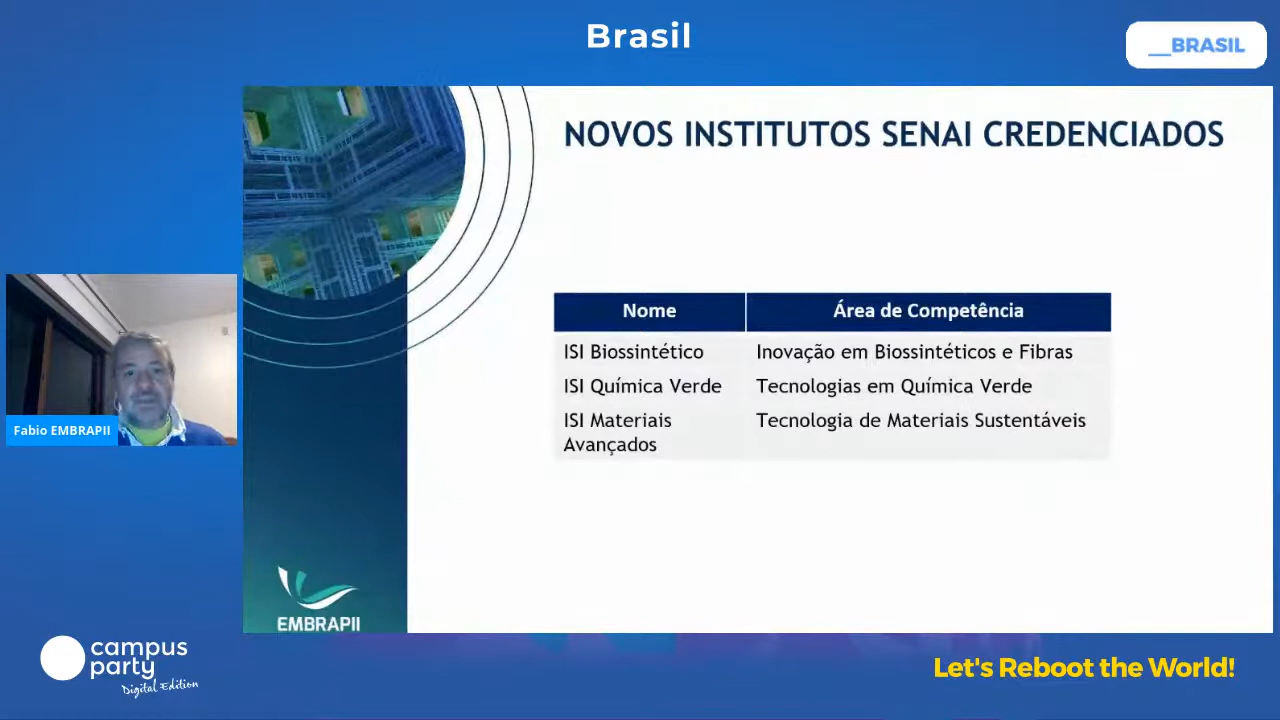 Brasil
__BRASIL
NOVOS INSTITUTOS SENAI CREDENCIADOS
Nome Área de Competência
ISI Biossintético Inovação em Biossintéticos e Fibras
ISI Química Verde Tecnologias em Química Verde
ISI Materiais Tecnologia de Materiais Sustentáveis
Avançados
Fabio EMBRAPII
EMBRAPII
campus
party
Digital Edition
Let's Reboot the World!